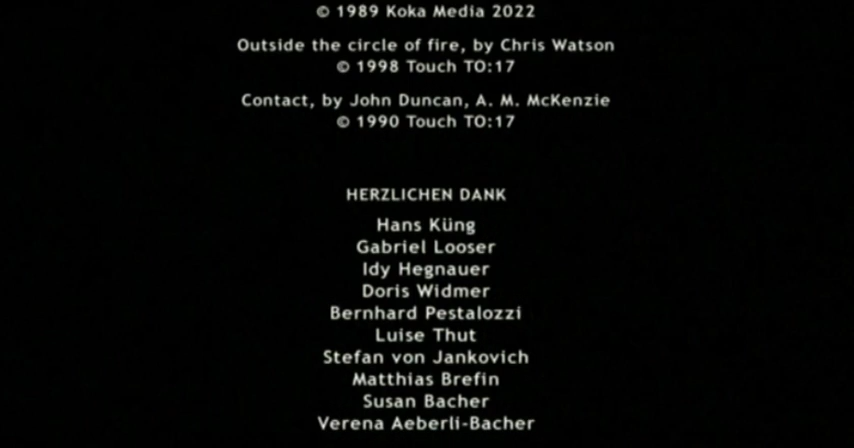 © 1989 Koka Media 2022
Outside the circle of fire, by Chris Watson
© 1998 Touch TO:17
Contact, by John Duncan, A. M. McKenzie
© 1990 Touch TO:17
HERZLICHEN DANK
Hans Küng
Gabriel Looser
Idy Hegnauer
Doris Widmer
Bernhard Pestalozzi
Luise Thut
Stefan von Jankovich
Matthias Brefin
Susan Bacher
Verena Aeberli-Bacher